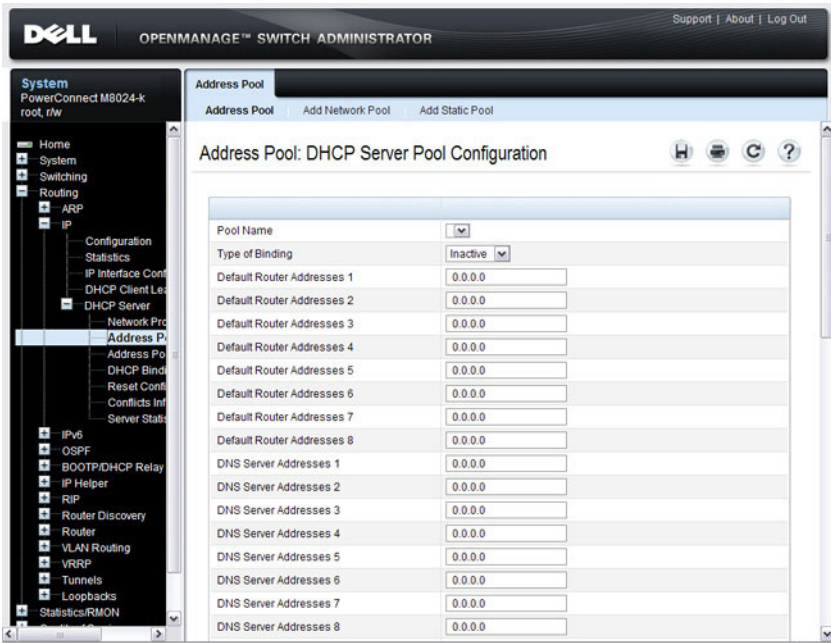 Support | About | Log Out
DELL
OPENMANAGE™ SWITCH ADMINISTRATOR
System
PowerConnect M8024-k
root, r/w
Home
System
Switching
Routing
ARP
IP
Configuration
Statistics
IP Interface Conf
DHCP Client Lea
DHCP Server
Network Pro
Address P
Address Po
DHCP Bindi
Reset Confi
Conflicts Inf
Server Statis
IPv6
OSPF
BOOTP/DHCP Relay
IP Helper
RIP
Router Discovery
Router
VLAN Routing
VRRP
Tunnels
Loopbacks
Statistics/RMON
Address Pool
Address Pool Add Network Pool Add Static Pool
Address Pool: DHCP Server Pool Configuration
?
Pool Name
Type of Binding Inactive
Default Router Addresses 1 0.0.0.0
Default Router Addresses 2 0.0.0.0
Default Router Addresses 3 0.0.0.0
Default Router Addresses 4 0.0.0.0
Default Router Addresses 5 0.0.0.0
Default Router Addresses 6 0.0.0.0
Default Router Addresses 7 0.0.0.0
Default Router Addresses 8 0.0.0.0
DNS Server Addresses 1 0.0.0.0
DNS Server Addresses 2 0.0.0.0
DNS Server Addresses 3 0.0.0.0
DNS Server Addresses 4 0.0.0.0
DNS Server Addresses 5 0.0.0.0
DNS Server Addresses 6 0.0.0.0
DNS Server Addresses 7 0.0.0.0
DNS Server Addresses 8 0.0.0.0